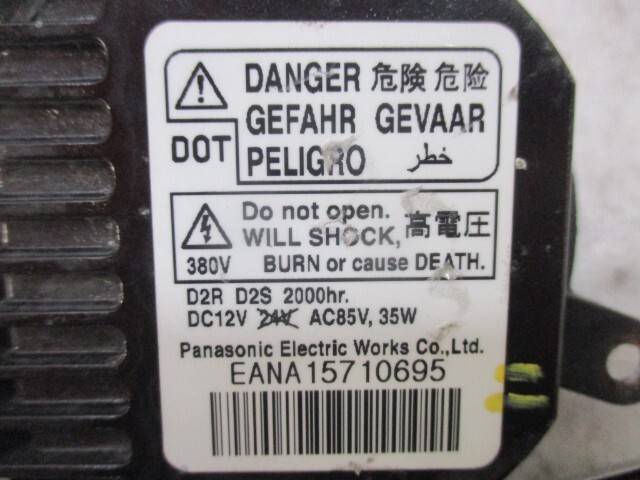 DANGER 危険 危险
GEFAHR GEVAAR
DOT PELIGRO خطر
Do not open.
WILL SHOCK, 高電圧
380V BURN or cause DEATH.
D2R D2S 2000hr.
DC12V 24V AC85V, 35W
Panasonic Electric Works Co.,Ltd.
EANA15710695